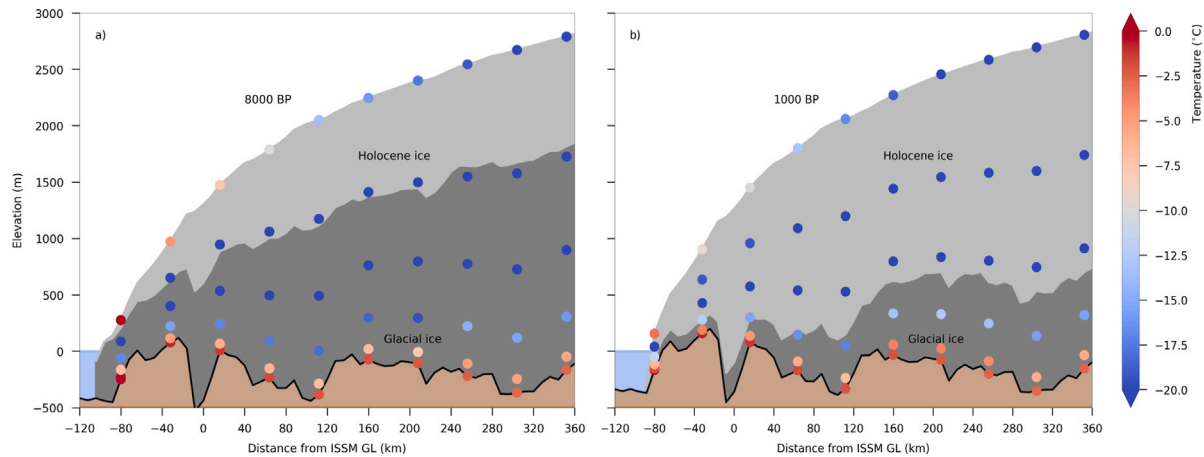 3000
2500
2000
1500
1000
500
0
−500
Elevation (m)
a)
8000 BP
Holocene ice
Glacial ice
−120 −80 −40 0 40 80 120 160 200 240 280 320 360
Distance from ISSM GL (km)
b)
1000 BP
Holocene ice
Glacial ice
−120 −80 −40 0 40 80 120 160 200 240 280 320 360
Distance from ISSM GL (km)
0.0
−2.5
−5.0
−7.5
−10.0
−12.5
−15.0
−17.5
−20.0
Temperature (°C)